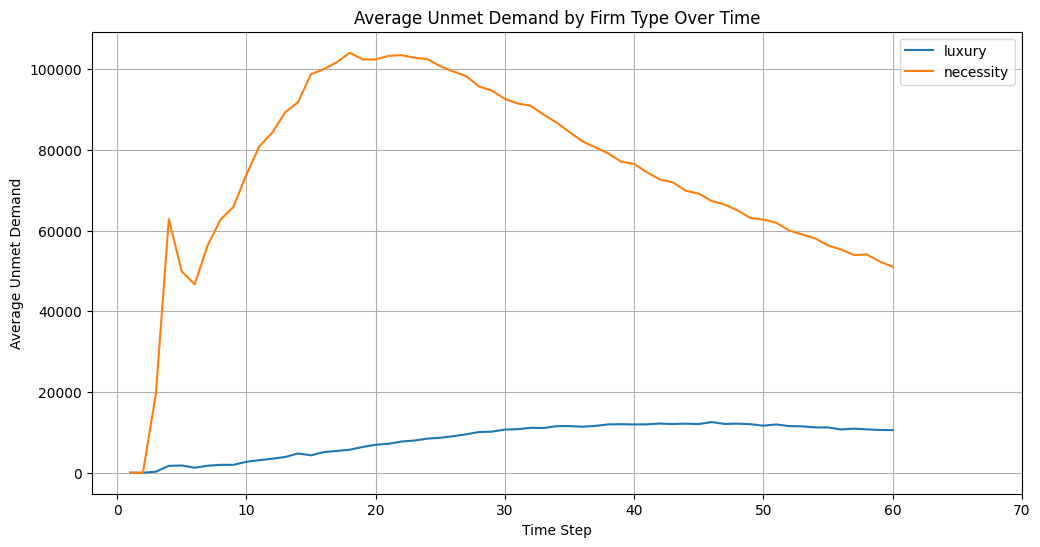 Average Unmet Demand by Firm Type Over Time
luxury
necessity
Average Unmet Demand
100000
80000
60000
40000
20000
0
0 10 20 30 40 50 60 70
Time Step